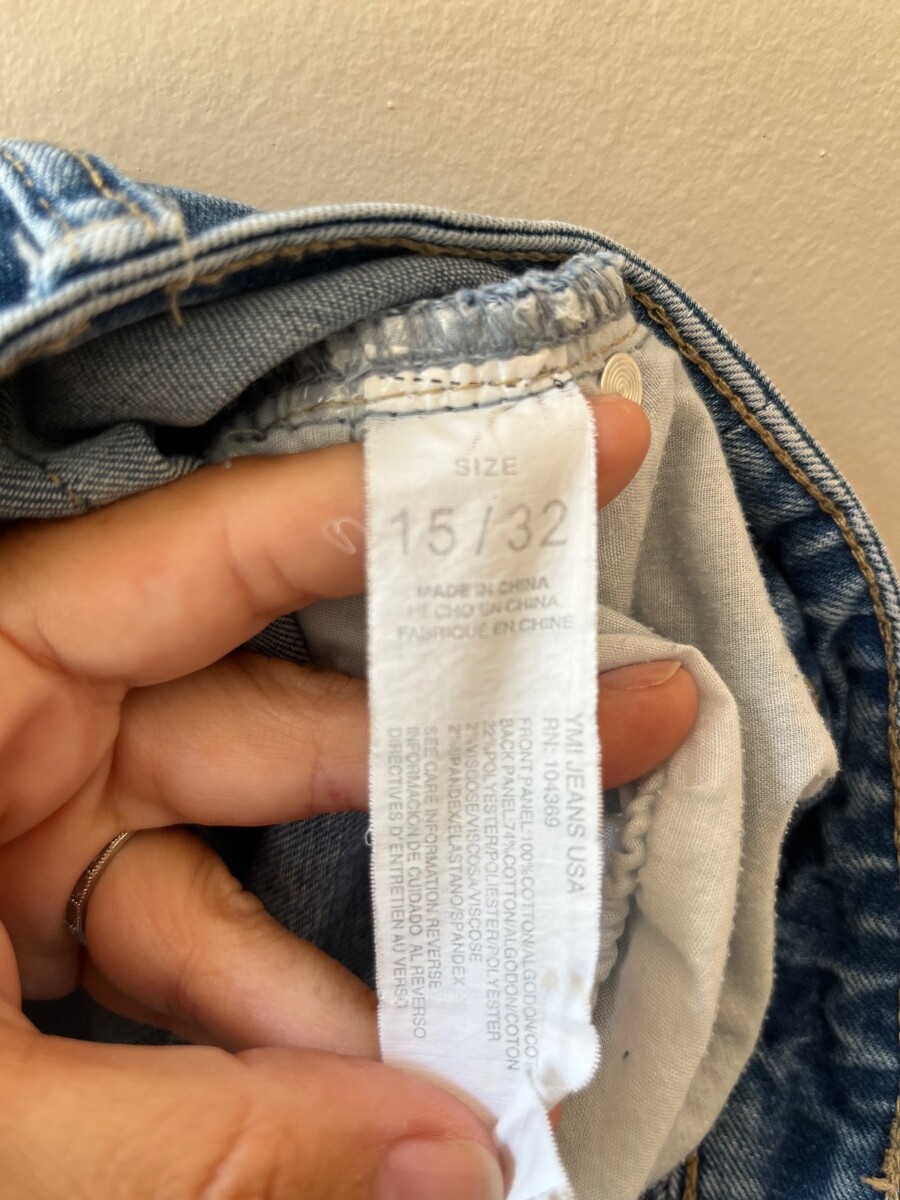 SIZE
15 / 32
MADE IN CHINA
HECHO EN CHINA
FABRIQUÉ EN CHINE
YMI JEANS USA
RN: 104369
FRONT PANEL:100%COTTON/ALGODON/COT
BACK PANEL:74%COTTON/ALGODON/COTON
22%POLYESTER/POLIESTER/POLYESTER
2%VISCOSE/VISCOSA/VISCOSE
2%SPANDEX/ELASTANO/SPANDEX
SEE CARE INFORMATION REVERSE
INFORMACION DE CUIDADO AL REVERSO
DIRECTIVES D'ENTRETIEN AU VERSO